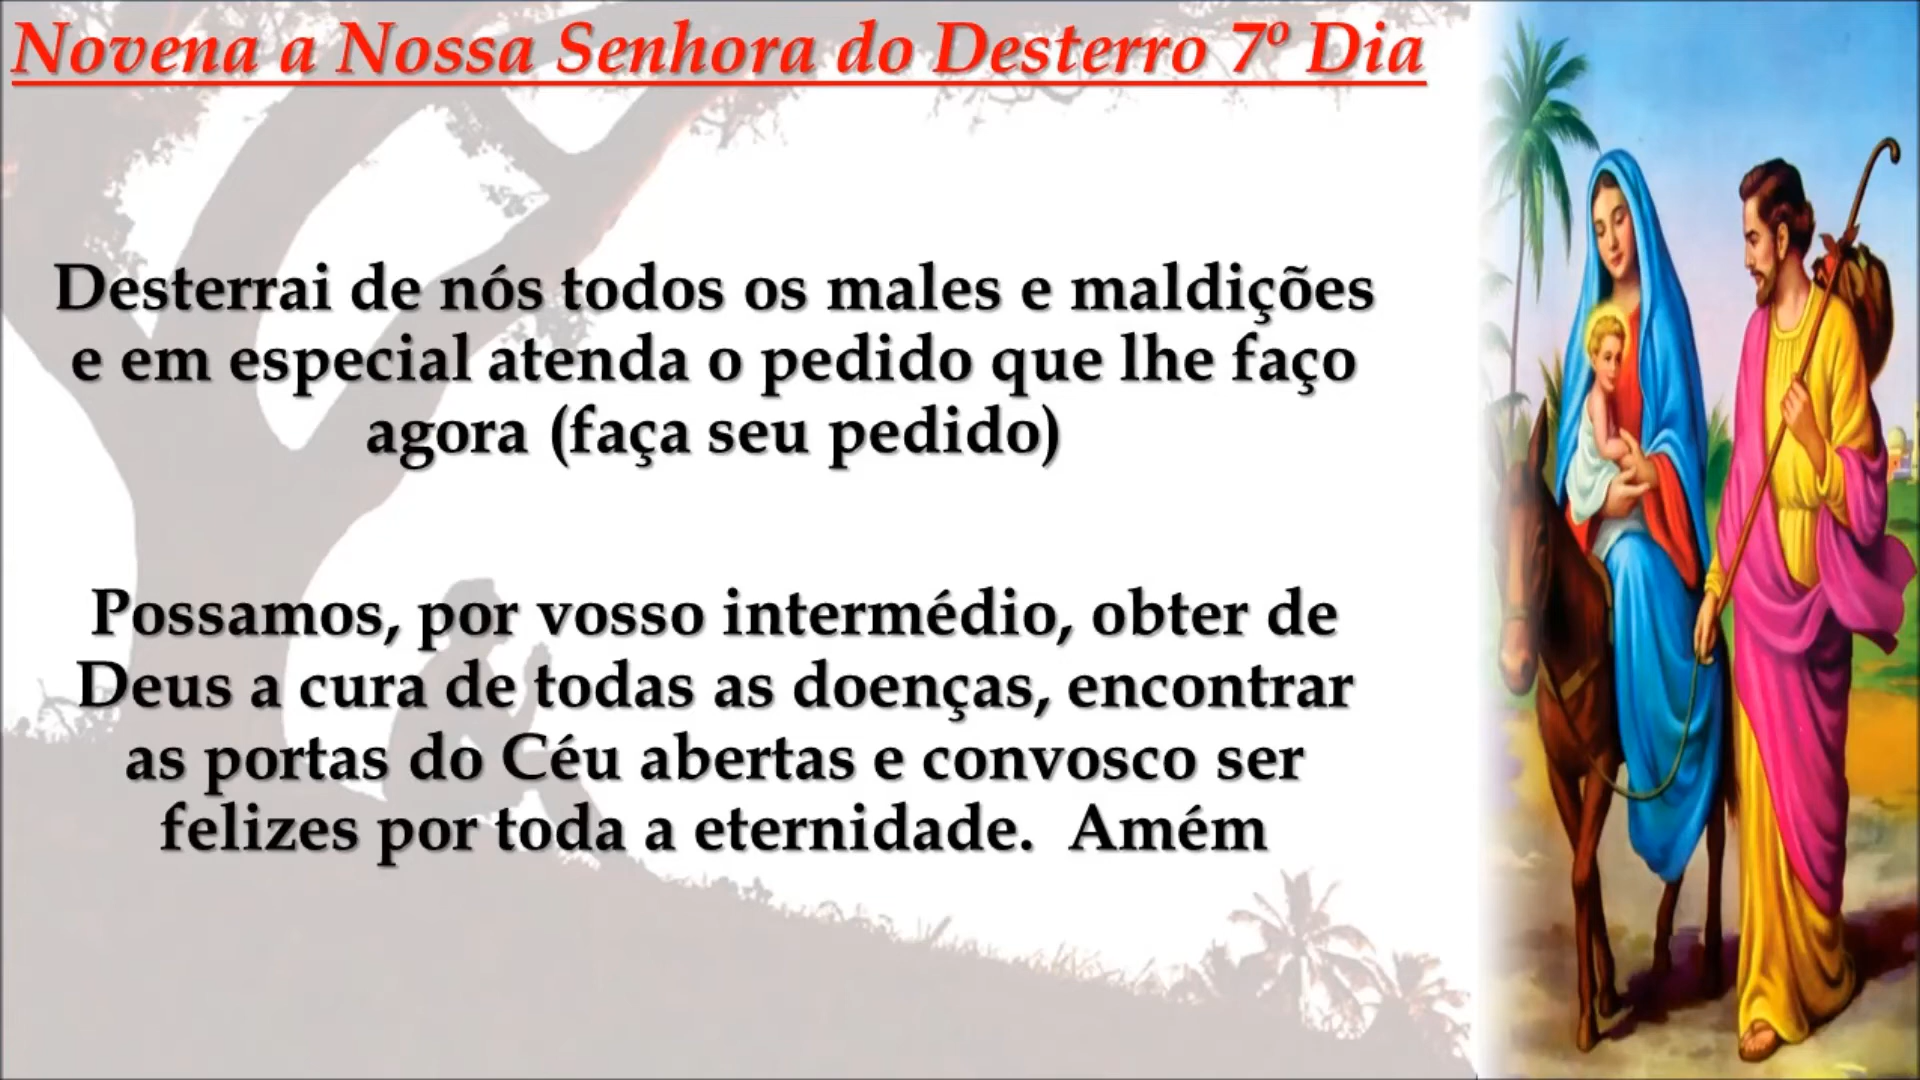 Novena a Nossa Senhora do Desterro 7º Dia
Desterrai de nós todos os males e maldições
e em especial atenda o pedido que lhe faço
agora (faça seu pedido)
Possamos, por vosso intermédio, obter de
Deus a cura de todas as doenças, encontrar
as portas do Céu abertas e convosco ser
felizes por toda a eternidade.  Amém